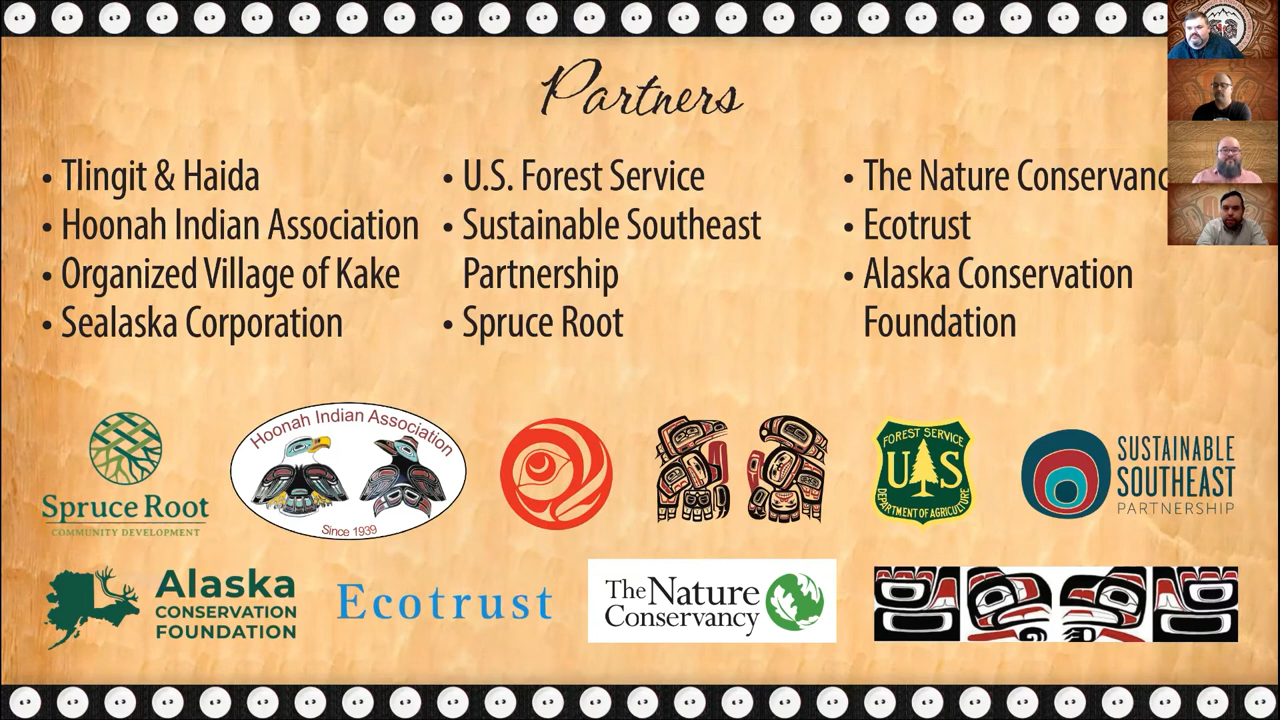 Partners
• Tlingit & Haida
• Hoonah Indian Association
• Organized Village of Kake
• Sealaska Corporation
• U.S. Forest Service
• Sustainable Southeast
Partnership
• Spruce Root
• The Nature Conservanc
• Ecotrust
• Alaska Conservation
Foundation
Spruce Root
COMMUNITY DEVELOPMENT
Hoonah Indian Association
Since 1939
FOREST SERVICE
US
DEPARTMENT OF AGRICULTURE
SUSTAINABLE
SOUTHEAST
PARTNERSHIP
Alaska
CONSERVATION
FOUNDATION
Ecotrust
The Nature
Conservancy